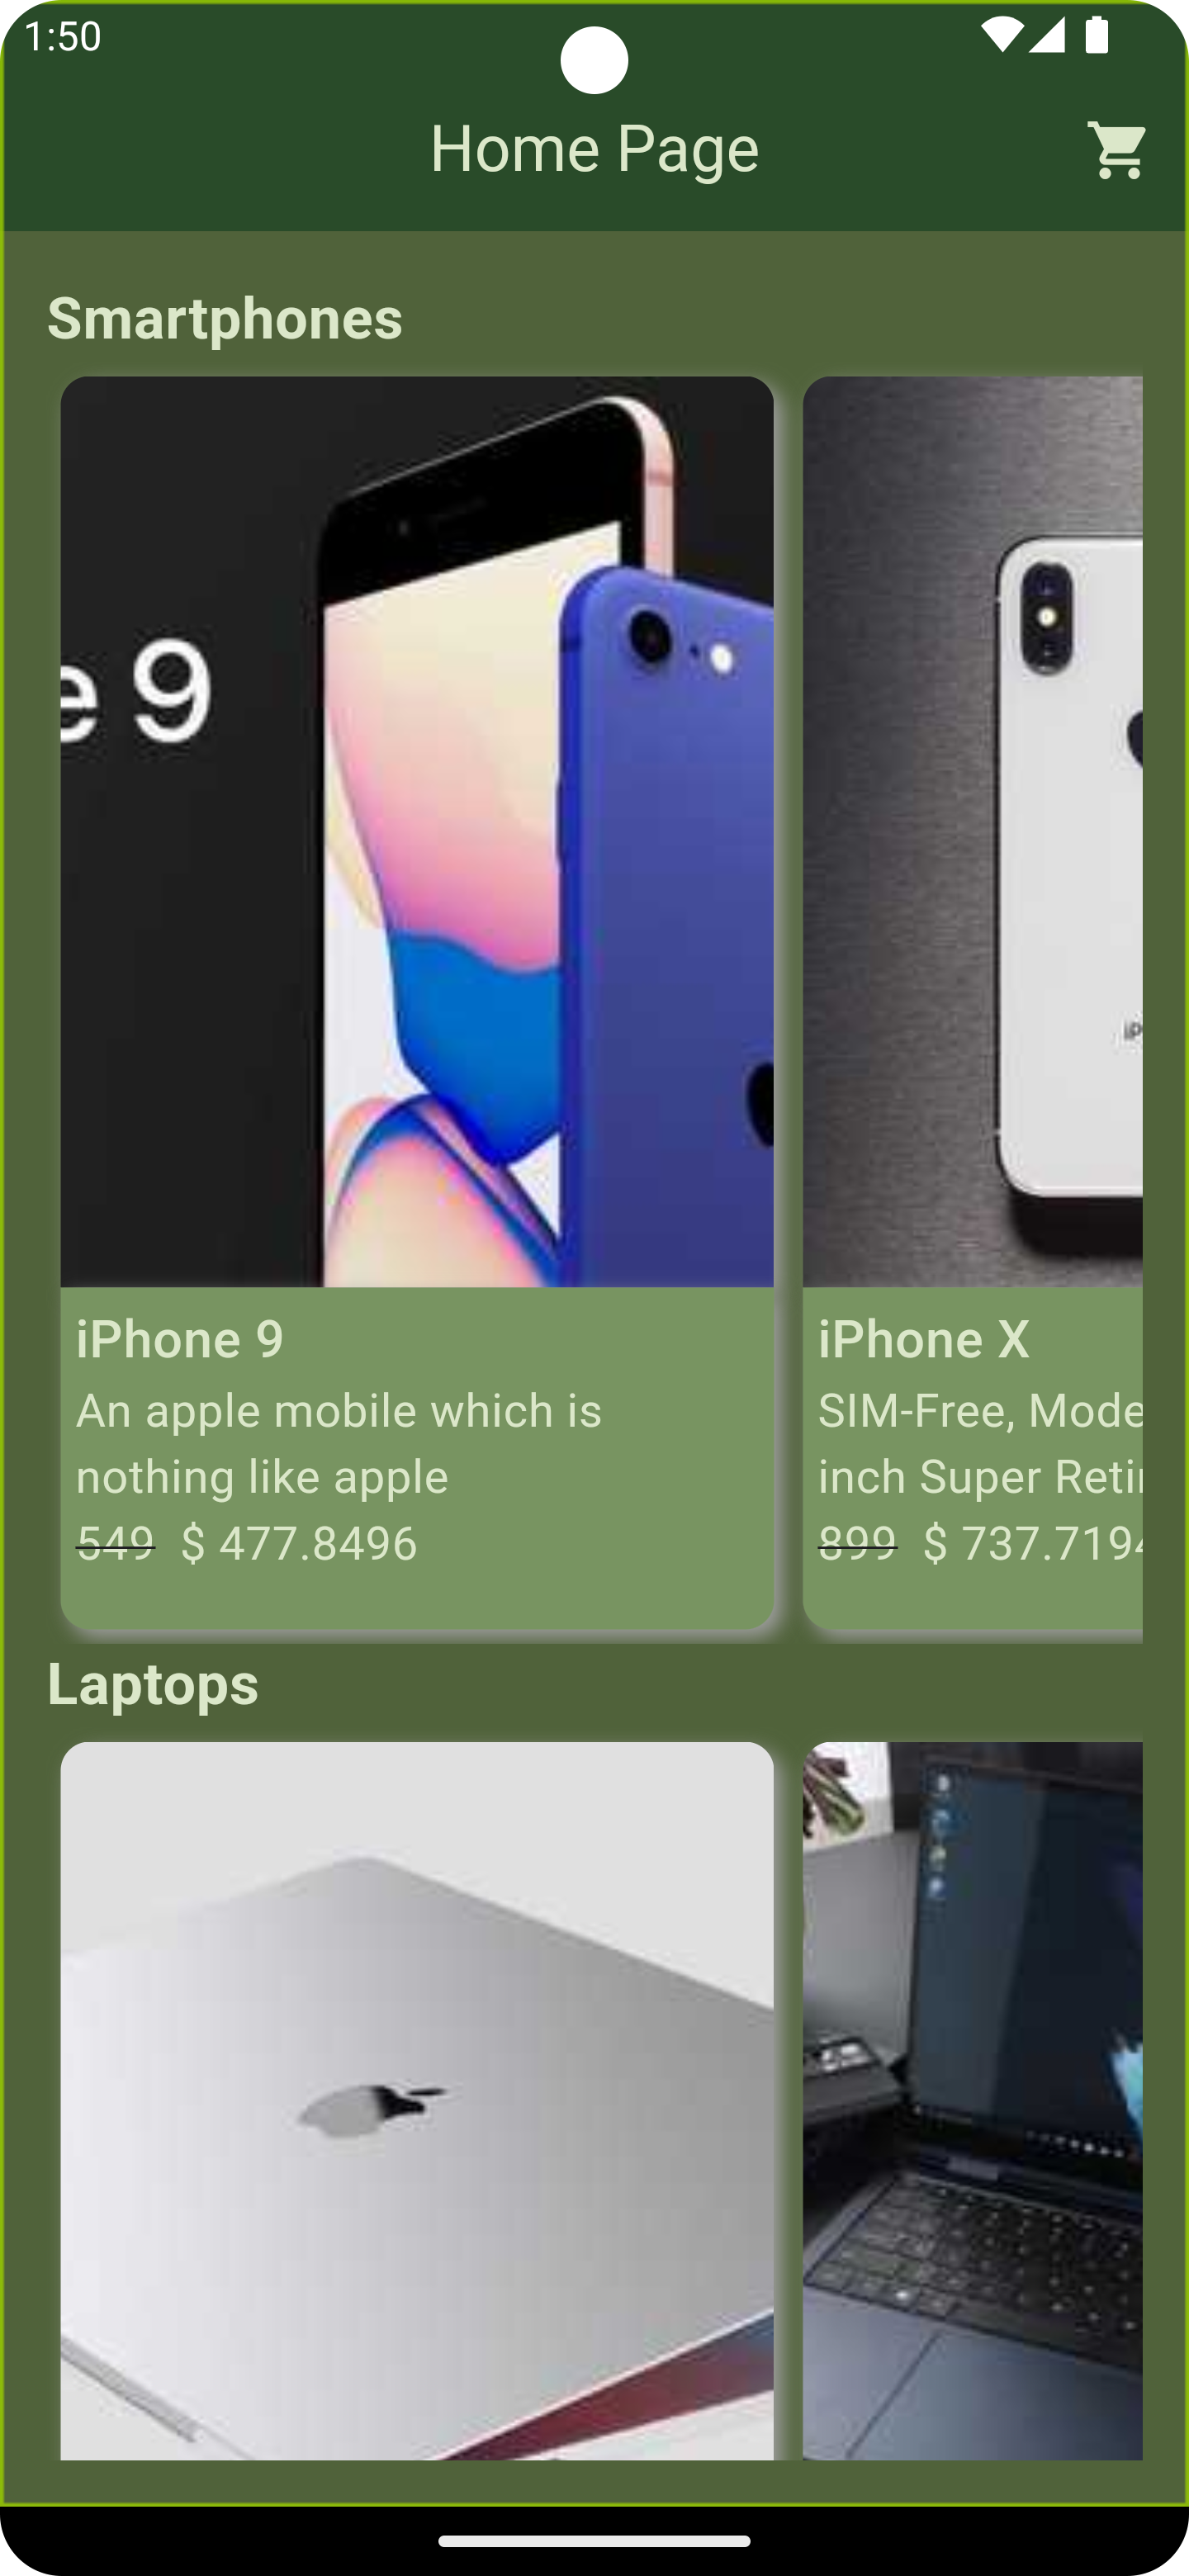 1:50
Home Page
Smartphones
e 9
iPhone 9
An apple mobile which is
nothing like apple
549 $ 477.8496
iPhone X
SIM-Free, Mode
inch Super Reti
899 $ 737.719
Laptops